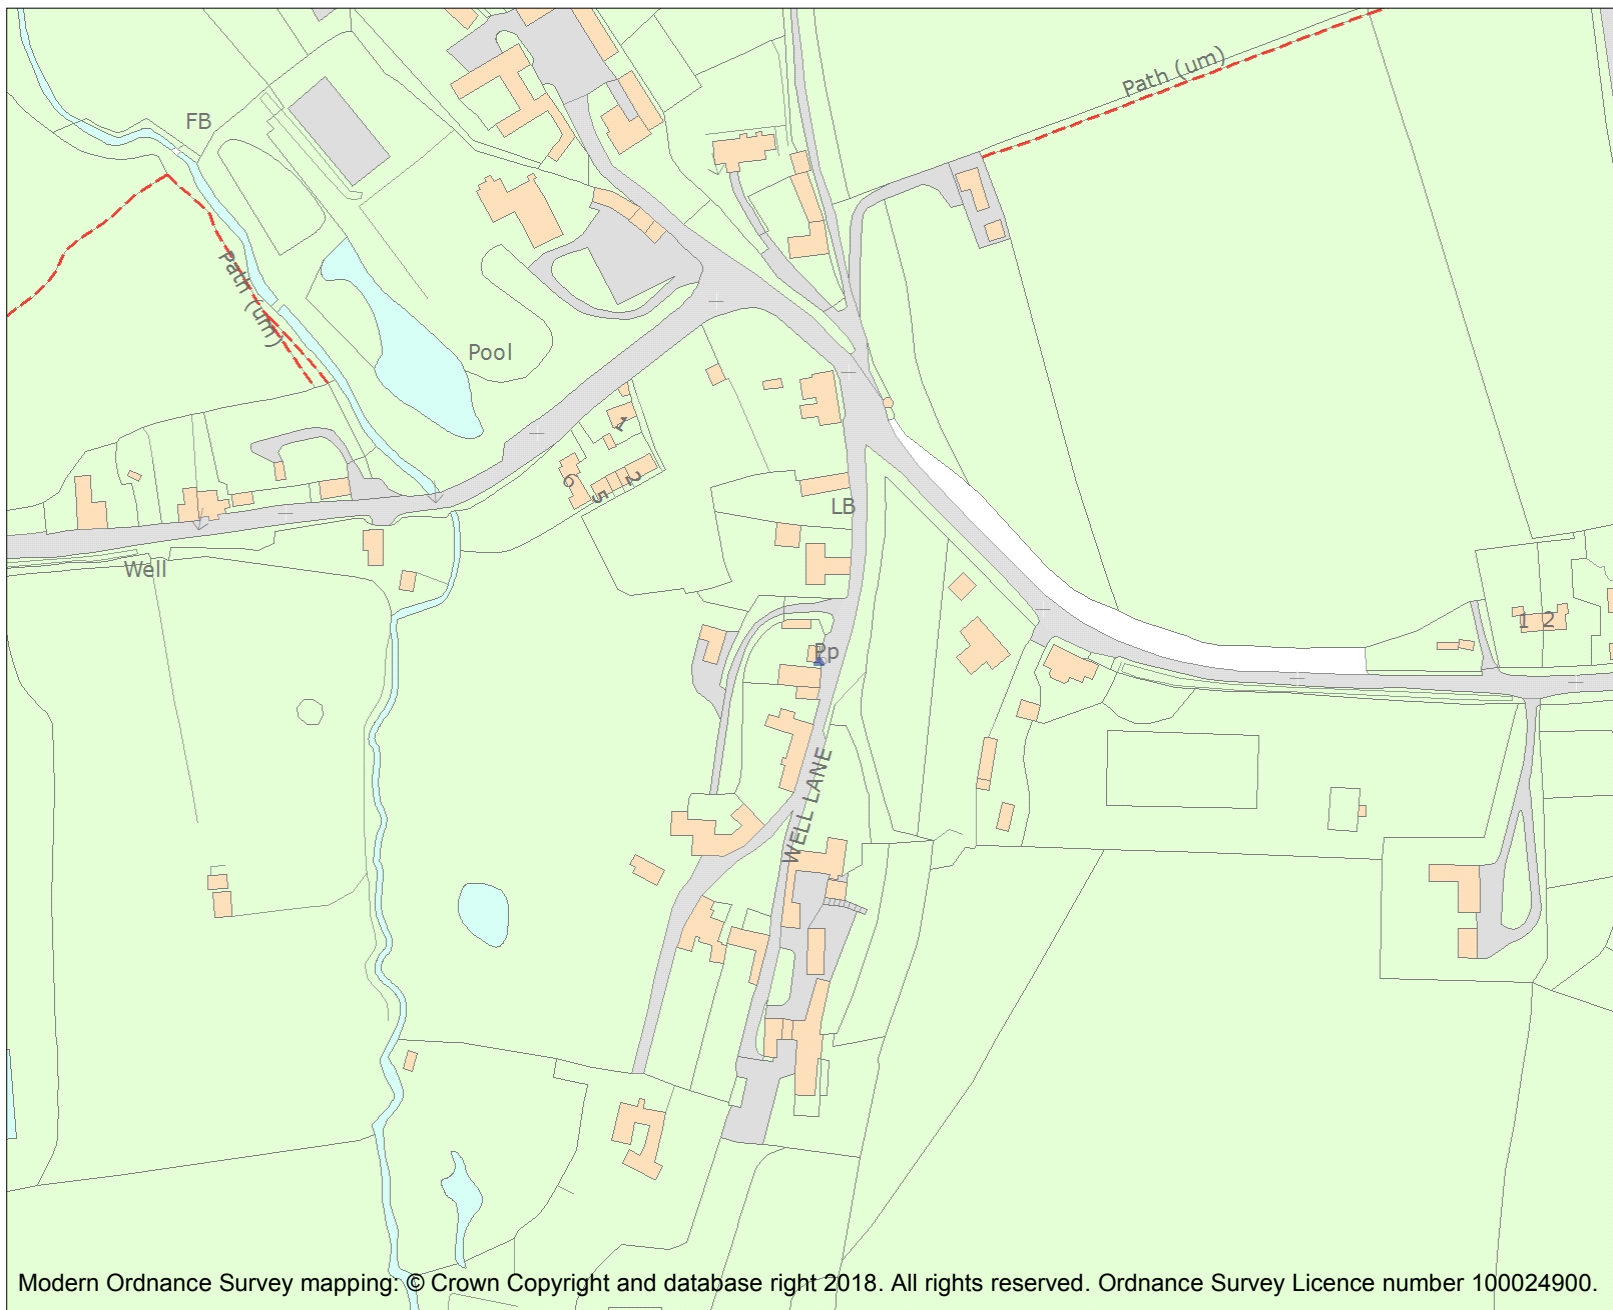 Path (um)
FB
Path (um)
Pool
1
6
5
2
LB
Well
1 2
Pp
WELL LANE
Modern Ordnance Survey mapping: © Crown Copyright and database right 2018. All rights reserved. Ordnance Survey Licence number 100024900.